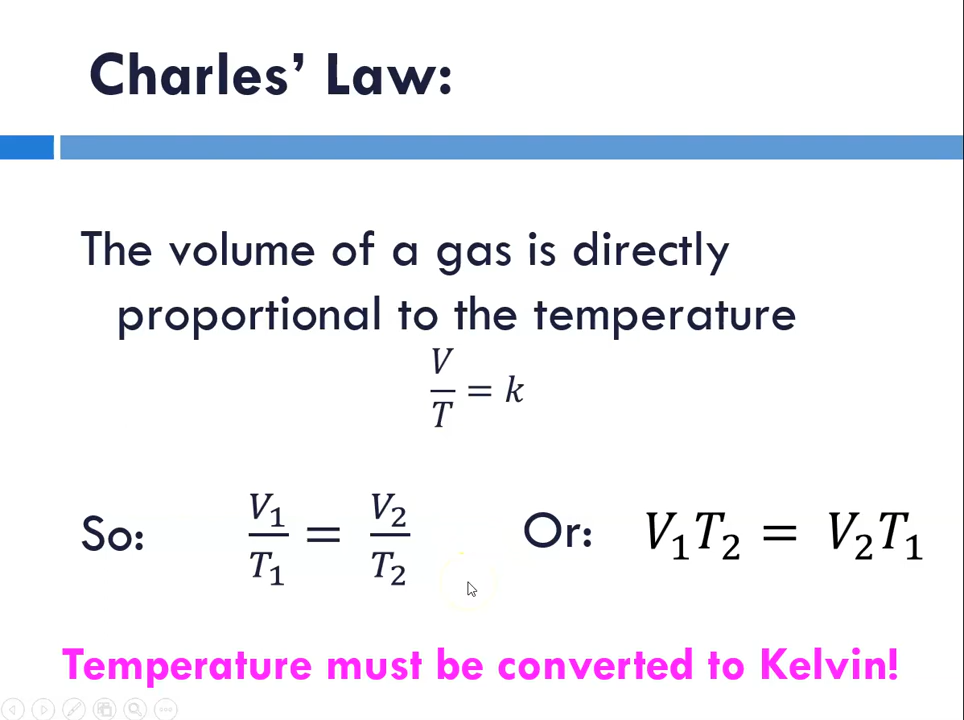 Charles’ Law:
The volume of a gas is directly
proportional to the temperature
V/T = k
So: V₁/T₁ = V₂/T₂ Or: V₁T₂ = V₂T₁
Temperature must be converted to Kelvin!